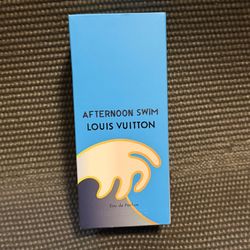 AFTERNOON SWIM
LOUIS VUITTON
Eau de Parfum